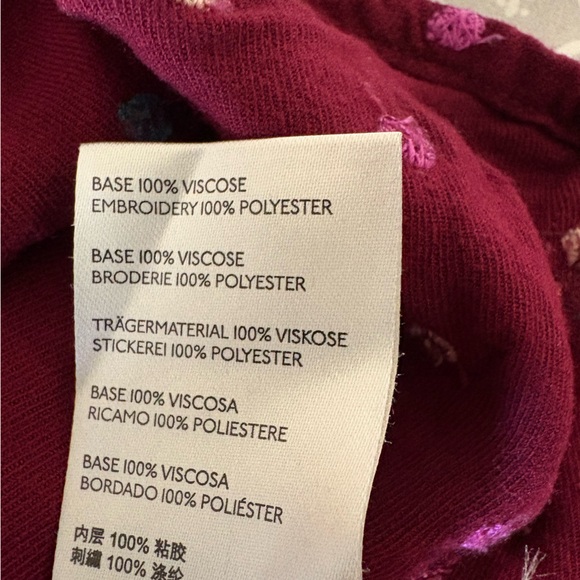 BASE 100% VISCOSE
EMBROIDERY 100% POLYESTER
BASE 100% VISCOSE
BRODERIE 100% POLYESTER
TRÄGERMATERIAL 100% VISKOSE
STICKEREI 100% POLYESTER
BASE 100% VISCOSA
RICAMO 100% POLIESTERE
BASE 100% VISCOSA
BORDADO 100% POLIÉSTER
内层 100% 粘胶
刺繡 100% 涤纶